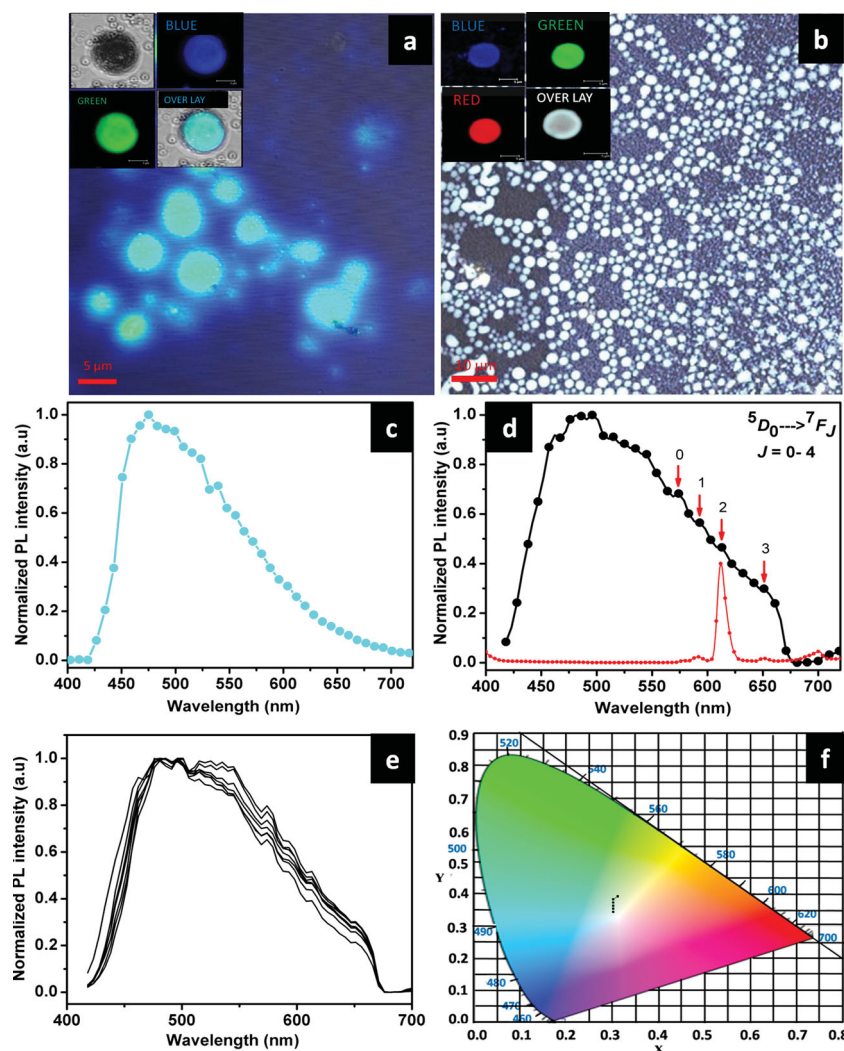 BLUE
a
GREEN
OVER LAY
5 µm
BLUE
GREEN
b
RED
OVER LAY
10 µm
c
Normalized PL intensity (a.u)
1.0
0.8
0.6
0.4
0.2
0.0
400 450 500 550 600 650 700
Wavelength (nm)
d
⁵D₀--->⁷F_J
J = 0- 4
0
1
2
3
Normalized PL intensity (a.u)
1.0
0.8
0.6
0.4
0.2
0.0
400 450 500 550 600 650 700
Wavelength (nm)
e
Normalized PL intensity (a.u)
1.0
0.8
0.6
0.4
0.2
0.0
400 500 600 700
Wavelength (nm)
f
0.9
0.8
0.7
0.6
0.5
Y
0.4
0.3
0.2
0.1
0.0
0.0 0.1 0.2 0.3 0.4 0.5 0.6 0.7 0.8
X
520
540
560
500
580
600
620
700
490
480
470
460